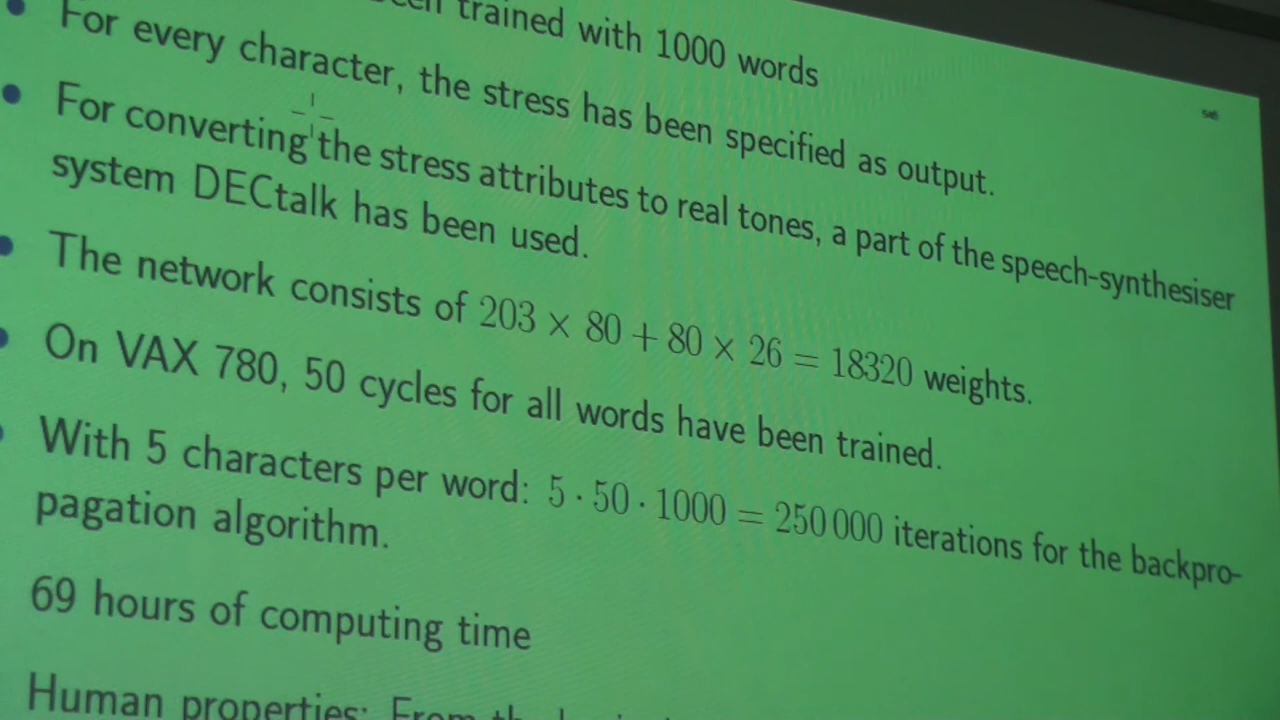 trained with 1000 words
For every character, the stress has been specified as output.
For converting the stress attributes to real tones, a part of the speech-synthesiser
system DECtalk has been used.
The network consists of 203 × 80 + 80 × 26 = 18320 weights.
On VAX 780, 50 cycles for all words have been trained.
With 5 characters per word: 5 · 50 · 1000 = 250 000 iterations for the backpro-
pagation algorithm.
69 hours of computing time
Human properties: From